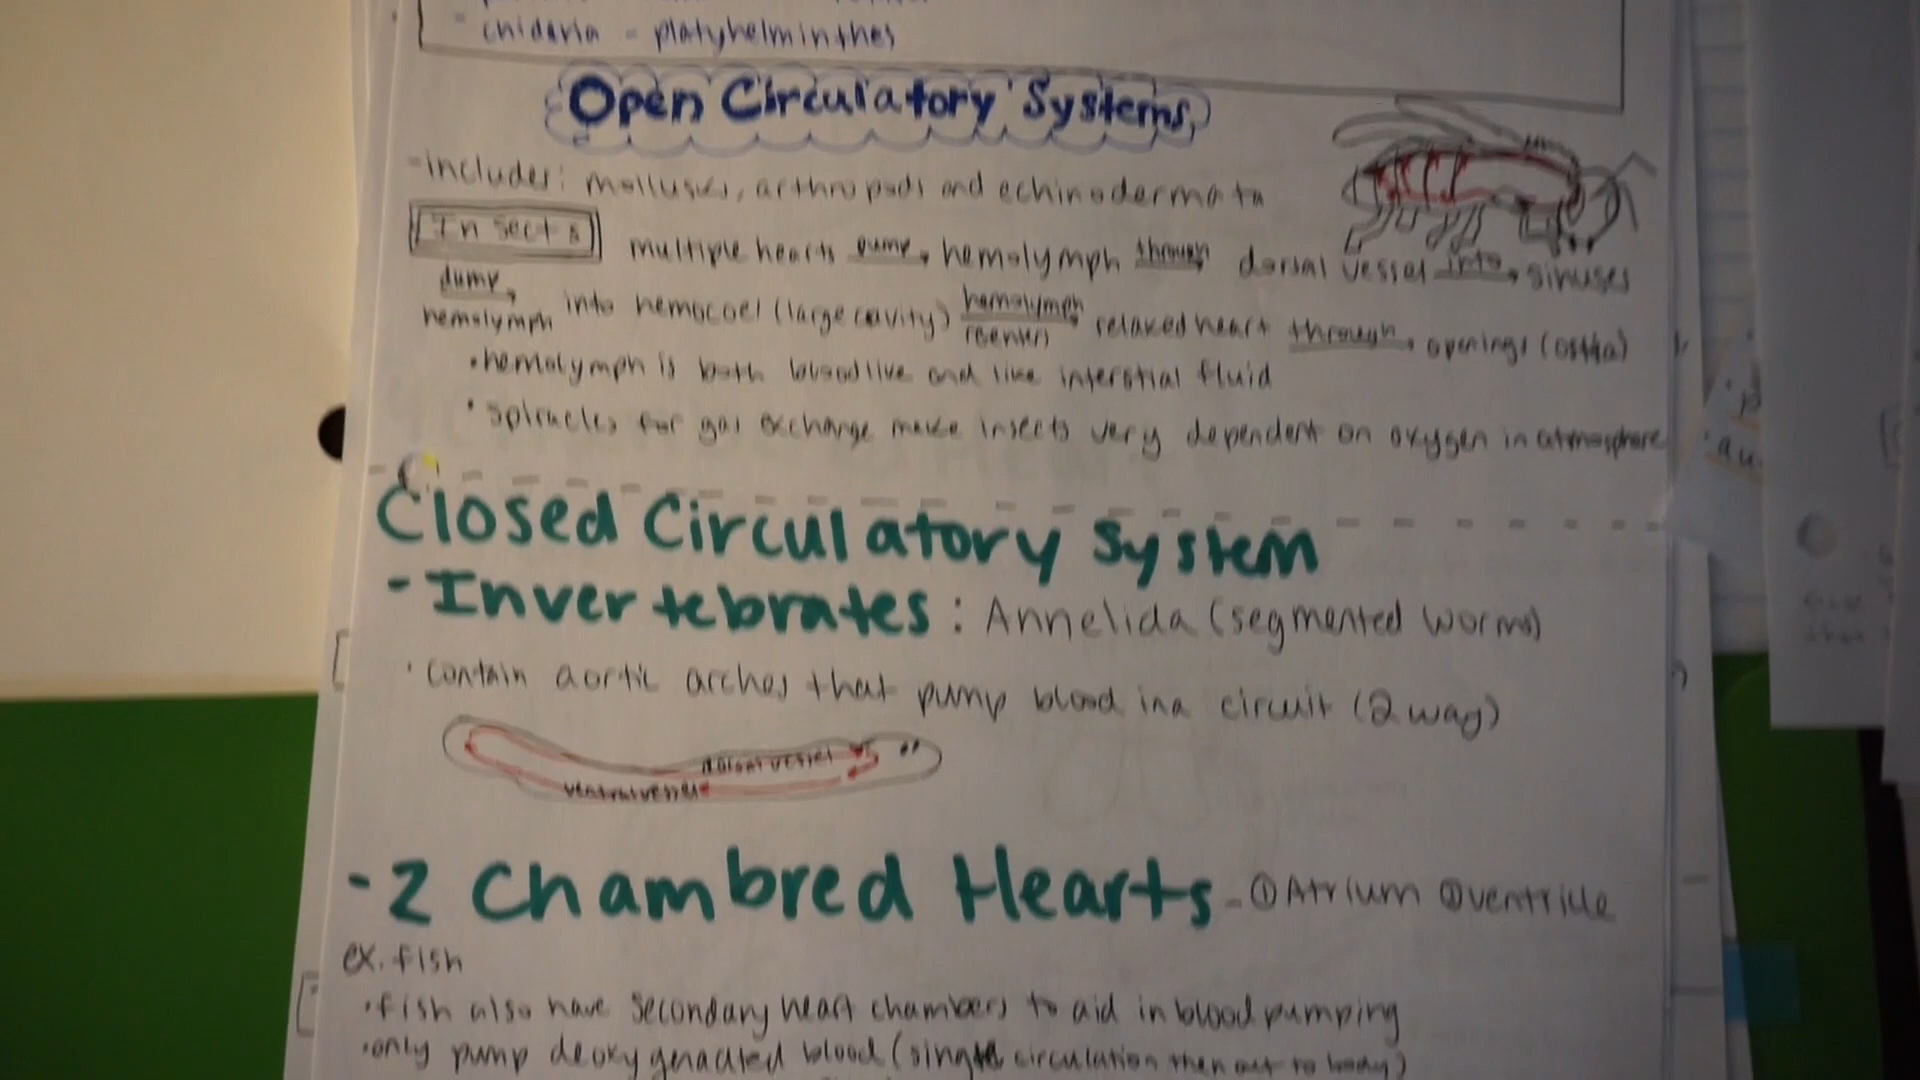 - chidaria - platyhelminthes
Open Circulatory Systems
- includes: molluscs, arthropods and echinodermata
Insects multiple hearts pump hemolymph through dorsal vessel into sinuses
dump hemolymph into hemocoel (large cavity) hemolymph reenters relaxed heart through openings (ostia)
• hemolymph is both bloodlive and like interstial fluid
• spiracles for gas exchange make insects very dependent on oxygen in atmosphere
Closed Circulatory System
- Invertebrates: Annelida (segmented worms)
• contain aortic arches that pump blood in a circuit (2 way)
dorsal vessel
ventral vessel
- 2 Chambred Hearts - ① Atrium ② ventricle
ex. fish
• fish also have secondary heart chambers to aid in blood pumping
• only pump deoxygenated blood (single circulation then out to body)